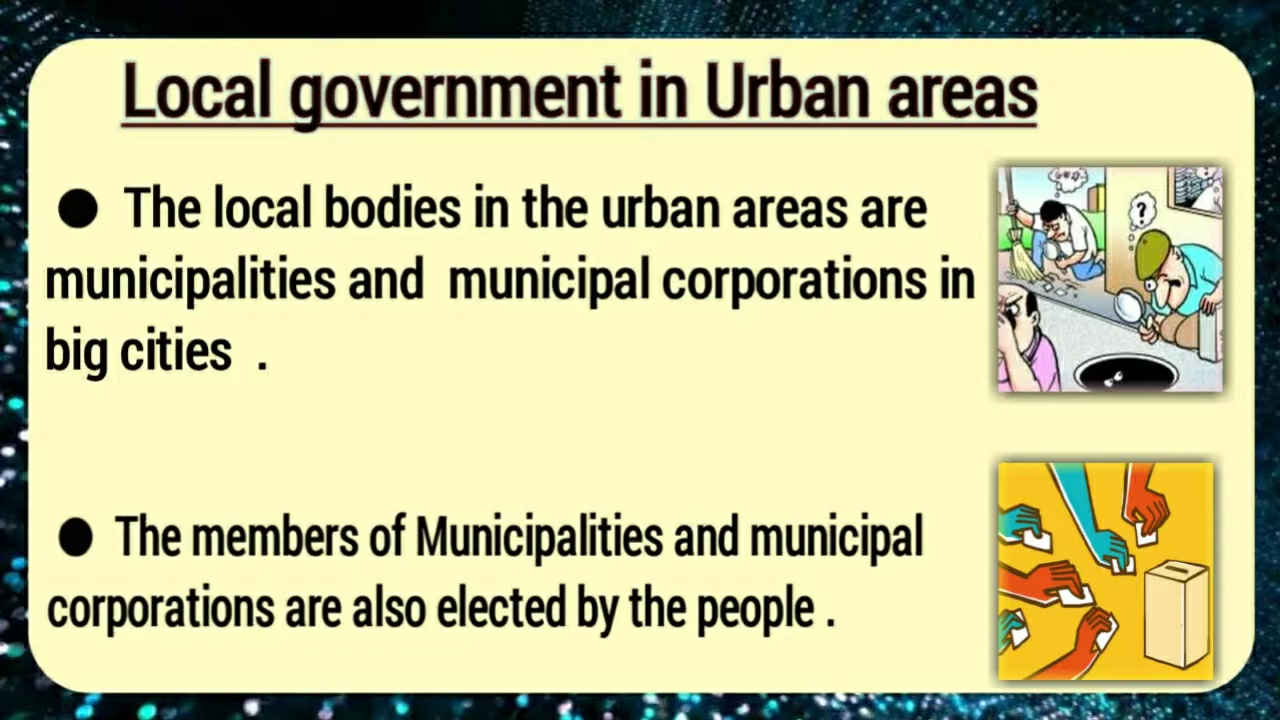 Local government in Urban areas
● The local bodies in the urban areas are
municipalities and municipal corporations in
big cities .
● The members of Municipalities and municipal
corporations are also elected by the people .
?